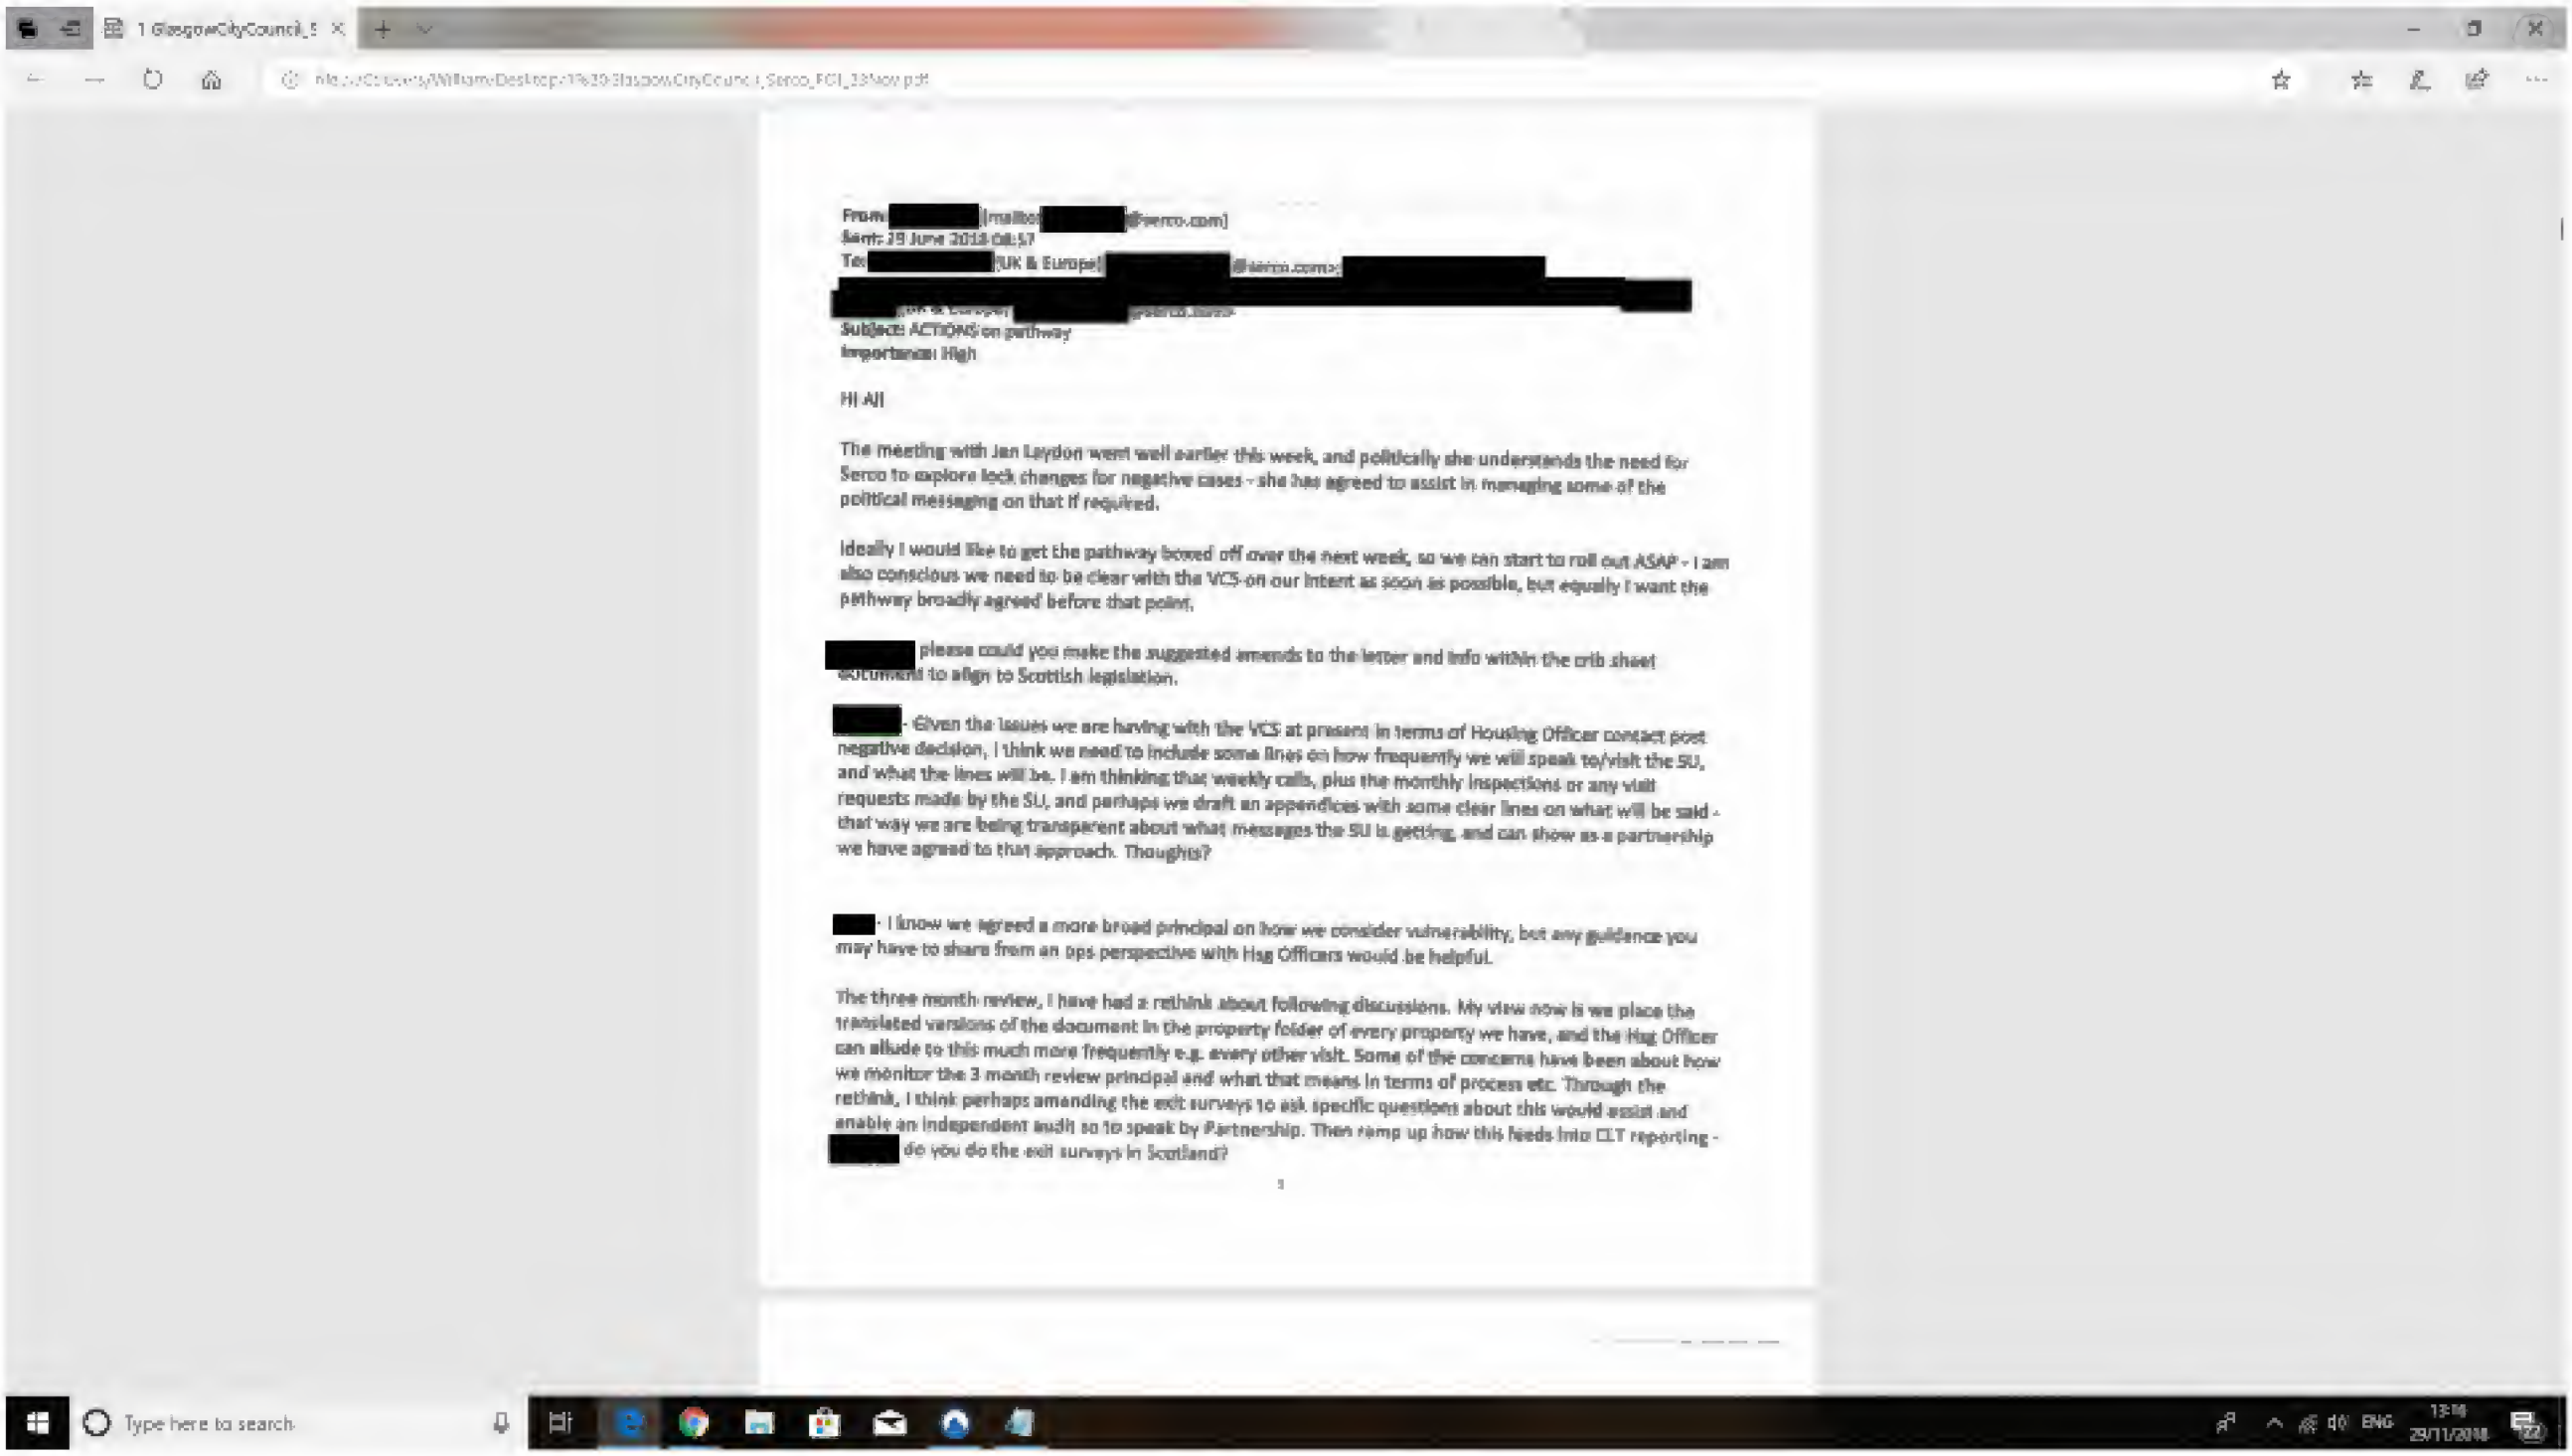 1 GlasgowCityCouncil_S
From: [mailto: @serco.com]
Sent: 29 June 2018 08:57
To: (UK & Europe) @serco.com>;
(UK & Europe) @serco.com>
Subject: ACTIONS on pathway
Importance: High
Hi All
The meeting with Jen Laydon went well earlier this week, and politically she understands the need for
Serco to explore lock changes for negative cases - she has agreed to assist in managing some of the
political messaging on that if required.
Ideally I would like to get the pathway boxed off over the next week, so we can start to roll out ASAP - I am
also conscious we need to be clear with the VCS on our intent as soon as possible, but equally I want the
pathway broadly agreed before that point.
please could you make the suggested amends to the letter and info within the crib sheet
document to align to Scottish legislation.
- Given the issues we are having with the VCS at present in terms of Housing Officer contact post
negative decision, I think we need to include some lines on how frequently we will speak to/visit the SU,
and what the lines will be. I am thinking that weekly calls, plus the monthly inspections or any visit
requests made by the SU, and perhaps we draft an appendices with some clear lines on what will be said -
that way we are being transparent about what messages the SU is getting, and can show as a partnership
we have agreed to that approach. Thoughts?
- I know we agreed a more broad principal on how we consider vulnerability, but any guidance you
may have to share from an ops perspective with Hsg Officers would be helpful.
The three month review, I have had a rethink about following discussions. My view now is we place the
translated versions of the document in the property folder of every property we have, and the Hsg Officer
can allude to this much more frequently e.g. every other visit. Some of the concerns have been about how
we monitor the 3 month review principal and what that means in terms of process etc. Through the
rethink, I think perhaps amending the exit surveys to ask specific questions about this would assist and
enable an independent audit so to speak by Partnership. Then ramp up how this feeds into CLT reporting -
do you do the exit surveys in Scotland?
Type here to search
ENG
13:16
29/11/2018